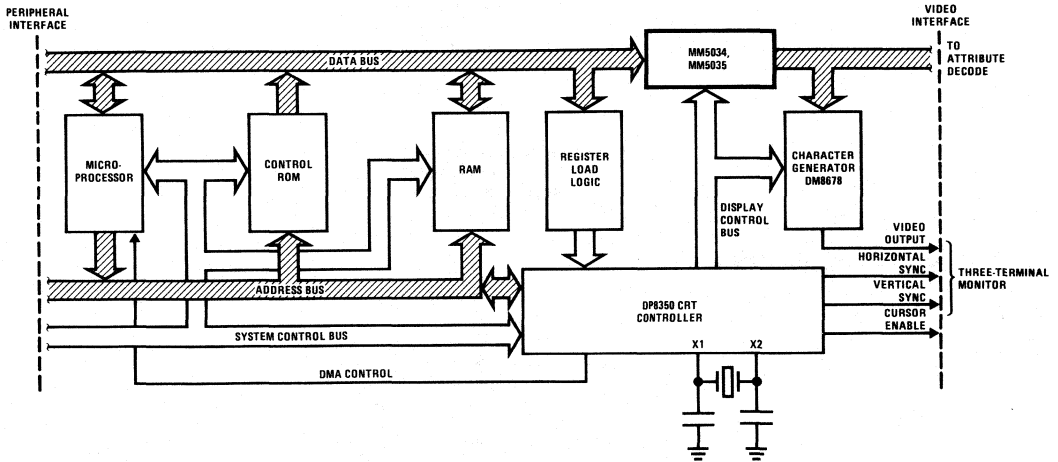 PERIPHERAL
INTERFACE
VIDEO
INTERFACE
DATA BUS
MM5034,
MM5035
TO
ATTRIBUTE
DECODE
MICRO-
PROCESSOR
CONTROL
ROM
RAM
REGISTER
LOAD
LOGIC
CHARACTER
GENERATOR
DM8678
DISPLAY
CONTROL
BUS
VIDEO
OUTPUT
HORIZONTAL
SYNC
VERTICAL
SYNC
CURSOR
ENABLE
THREE-TERMINAL
MONITOR
ADDRESS BUS
DP8350 CRT
CONTROLLER
SYSTEM CONTROL BUS
X1
X2
DMA CONTROL